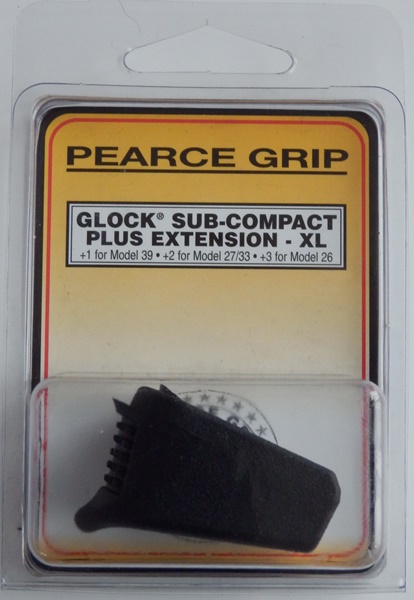 PEARCE GRIP
GLOCK® SUB-COMPACT
PLUS EXTENSION - XL
+1 for Model 39 • +2 for Model 27/33 • +3 for Model 26